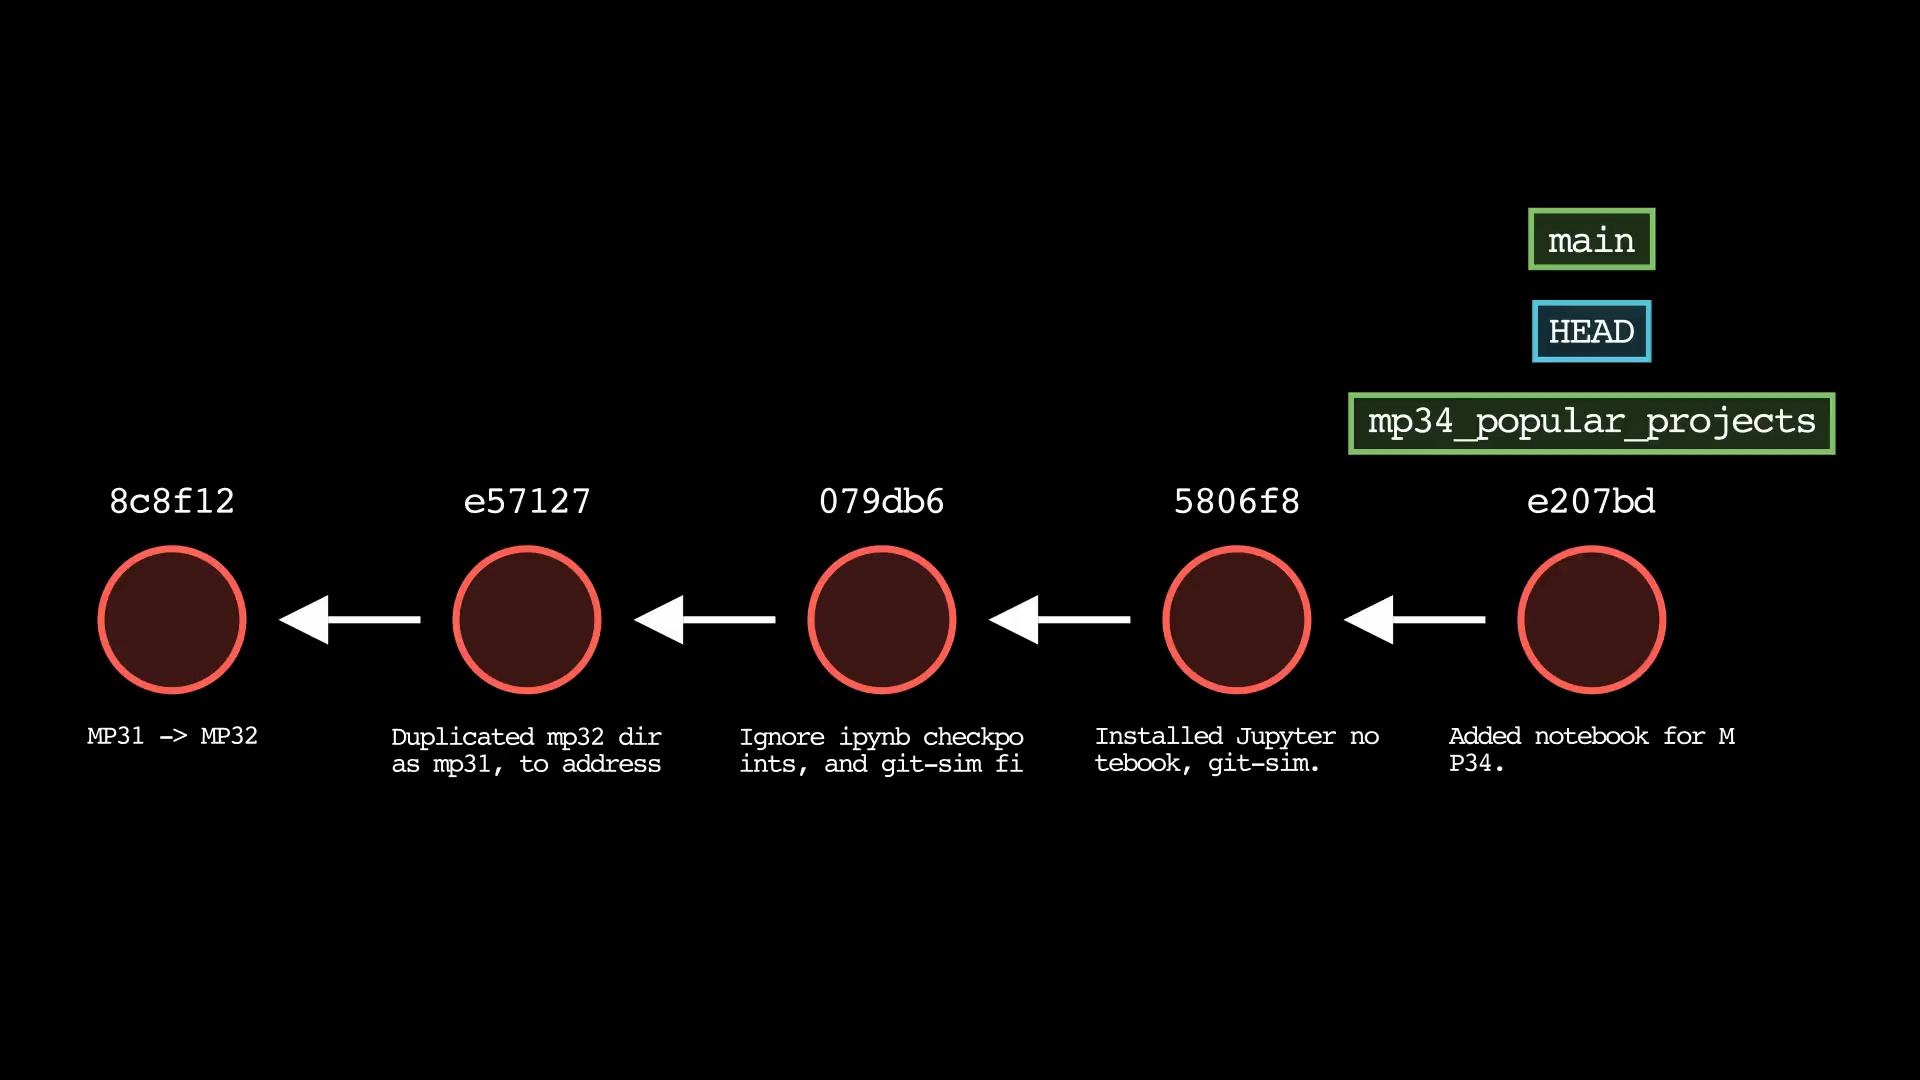 main
HEAD
mp34_popular_projects
8c8f12
e57127
079db6
5806f8
e207bd
MP31 -> MP32
Duplicated mp32 dir
as mp31, to address
Ignore ipynb checkpo
ints, and git-sim fi
Installed Jupyter no
tebook, git-sim.
Added notebook for M
P34.